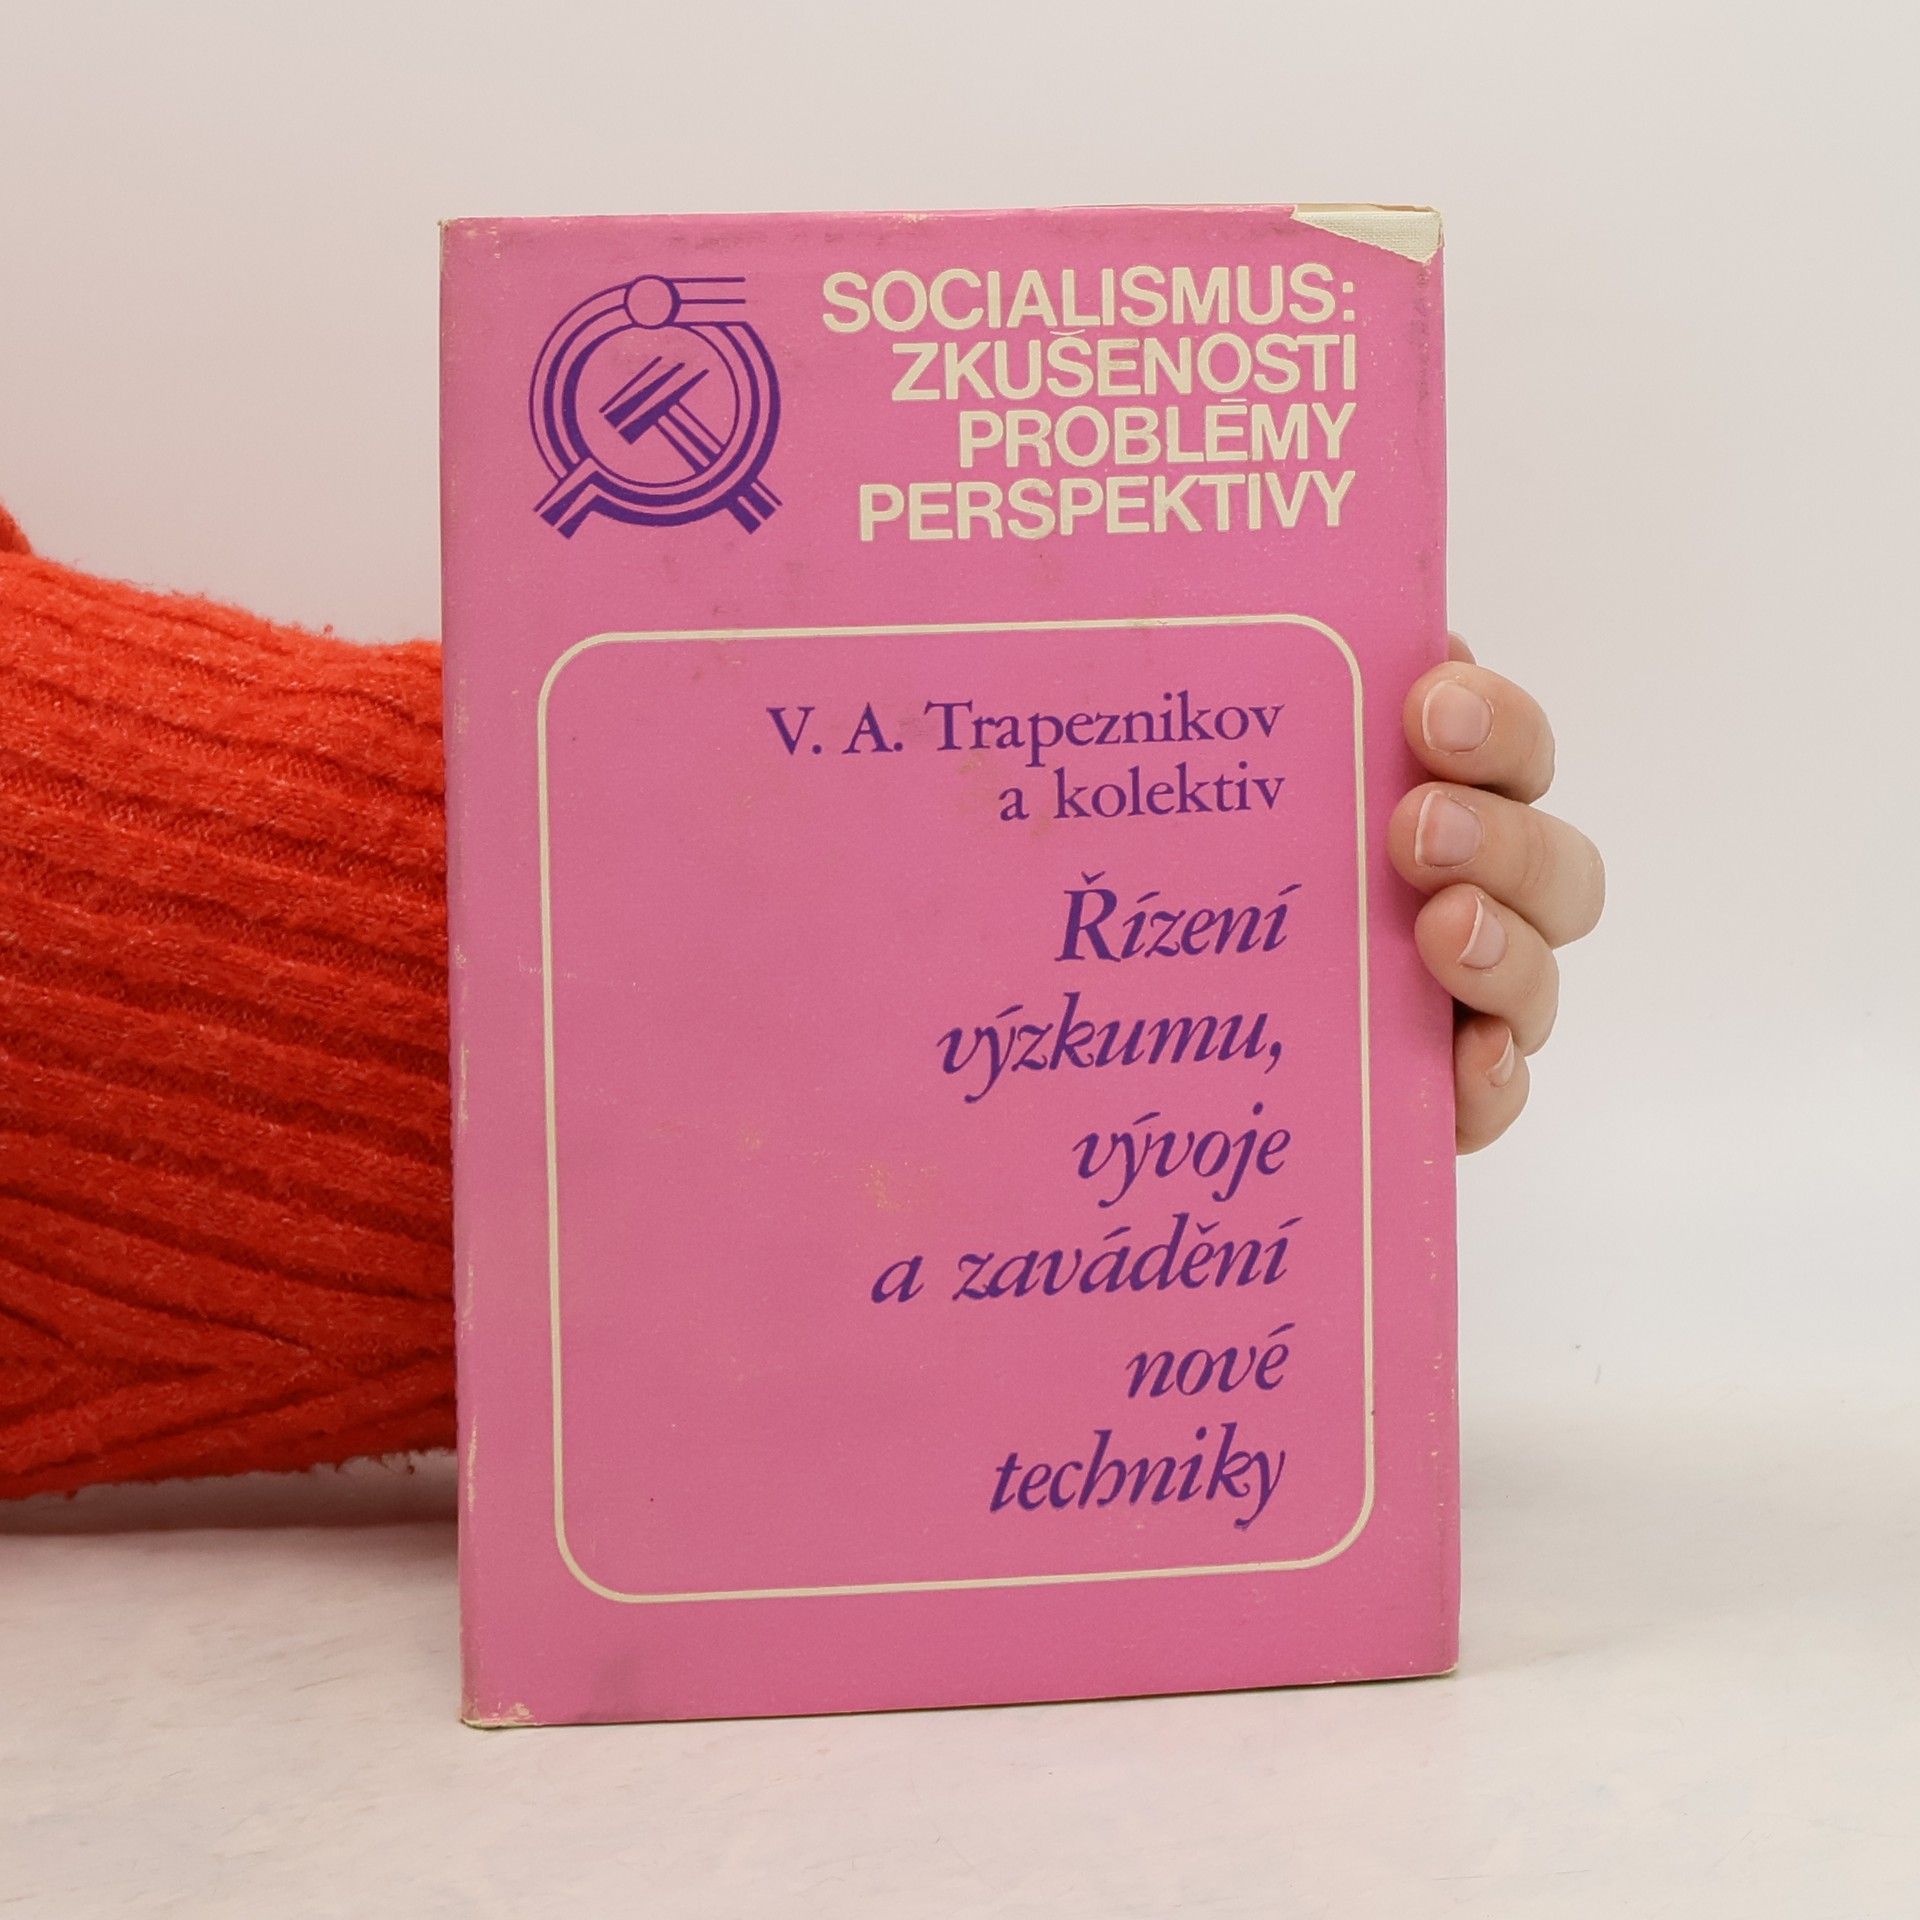 SOCIALISMUS:
ZKUŠENOSTI
PROBLÉMY
PERSPEKTIVY
V. A. Trapeznikov
a kolektiv
Řízení
výzkumu,
vývoje
a zavádění
nové
techniky